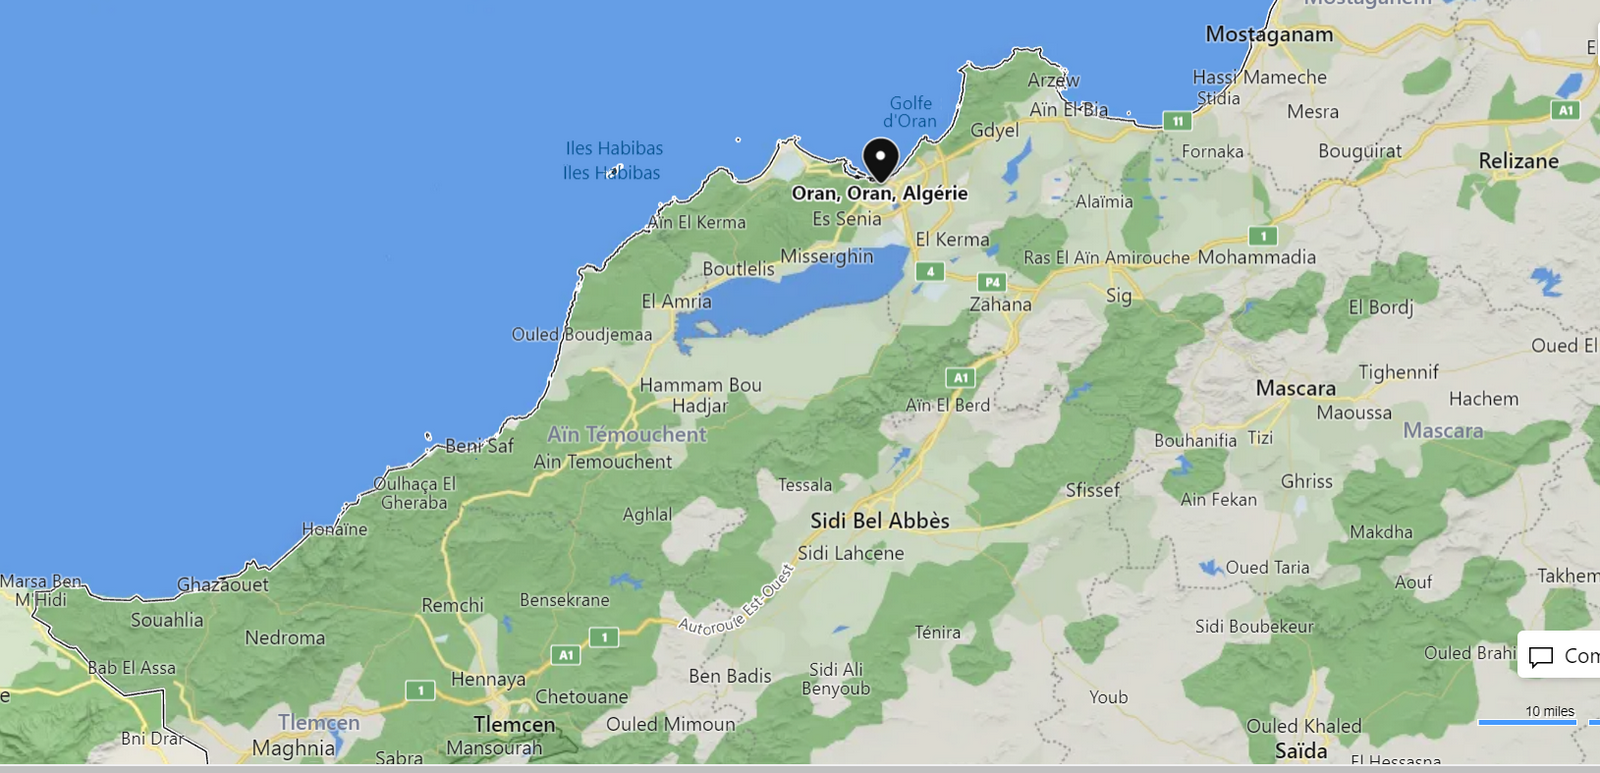 Mostaganem
Mostaganam
Arzew
Hassi Mameche
Stidia
Golfe
d'Oran
Aïn El Bia
Mesra
A1
11
Gdyel
Iles Habibas
Iles Habibas
Fornaka
Bouguirat
Relizane
Oran, Oran, Algérie
Alaïmia
Aïn El Kerma
Es Senia
El Kerma
1
Misserghin
Boutlelis
Ras El Aïn Amirouche
Mohammadia
4
P4
El Amria
Zahana
Sig
El Bordj
Ouled Boudjemaa
Oued El
A1
Hammam Bou
Hadjar
Tighennif
Mascara
Hachem
Maoussa
Aïn El Berd
Aïn Témouchent
Mascara
Beni Saf
Bouhanifia
Tizi
Ain Temouchent
Oulhaça El
Gheraba
Tessala
Sfissef
Ghriss
Ain Fekan
Aghlal
Sidi Bel Abbès
Honaïne
Makdha
Sidi Lahcene
Oued Taria
Marsa Ben
M'Hidi
Ghazaouet
Aouf
Takhem
Autoroute Est-Ouest
Remchi
Bensekrane
Souahlia
Nedroma
1
Ténira
Sidi Boubekeur
A1
Ouled Brahi
Com
Bab El Assa
Hennaya
Ben Badis
Sidi Ali
Benyoub
1
Chetouane
Youb
e
10 miles
Tlemcen
Tlemcen
Ouled Mimoun
Ouled Khaled
Bni Drar
Maghnia
Mansourah
Saïda
Sabra
El Hessasna